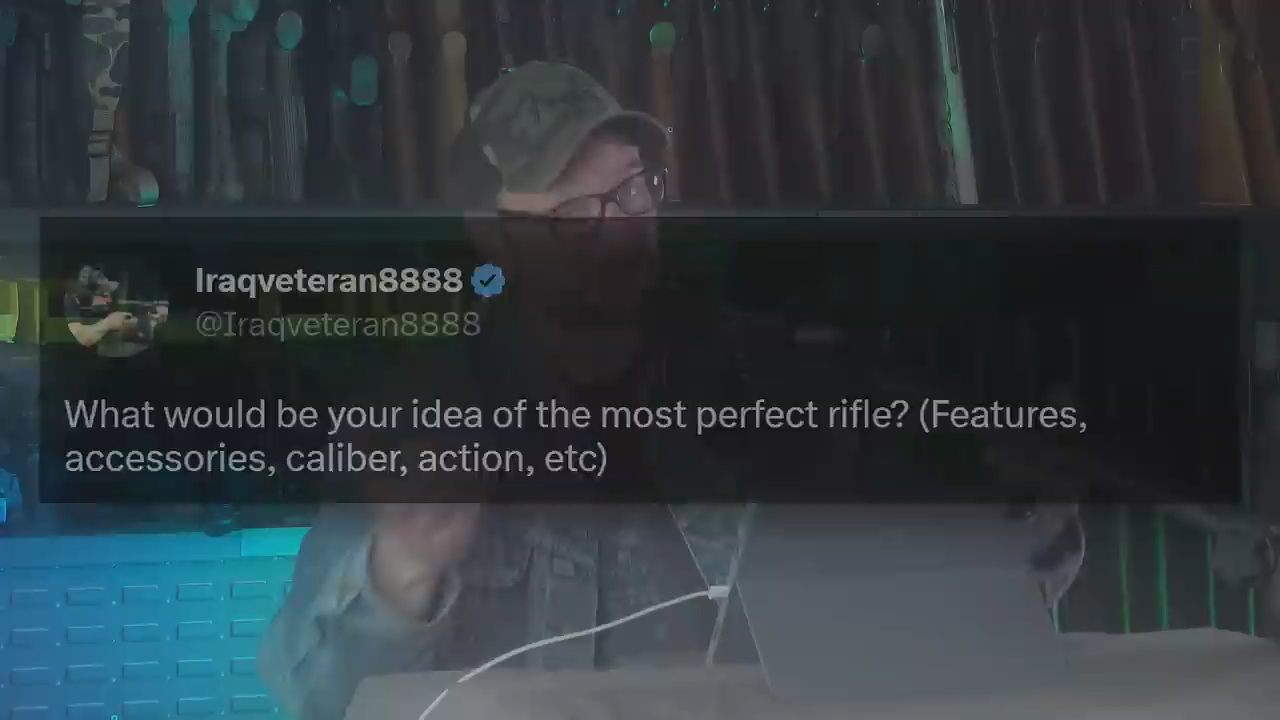 Iraqveteran8888
@Iraqveteran8888
What would be your idea of the most perfect rifle? (Features,
accessories, caliber, action, etc)